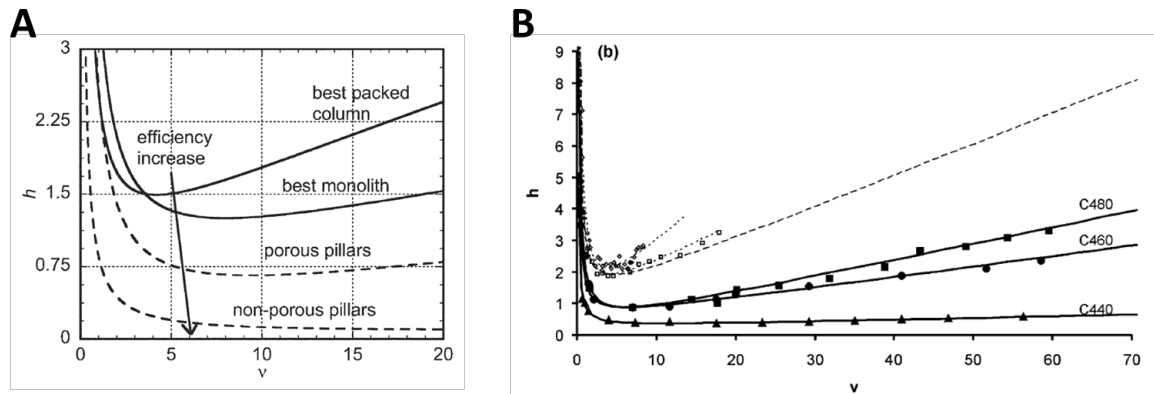 A
3
2.25
1.5
0.75
0
h
best packed
column
efficiency
increase
best monolith
porous pillars
non-porous pillars
0 5 10 15 20
ν
B
(b)
9
8
7
6
5
4
3
2
1
0
h
C480
C460
C440
0 10 20 30 40 50 60 70
v